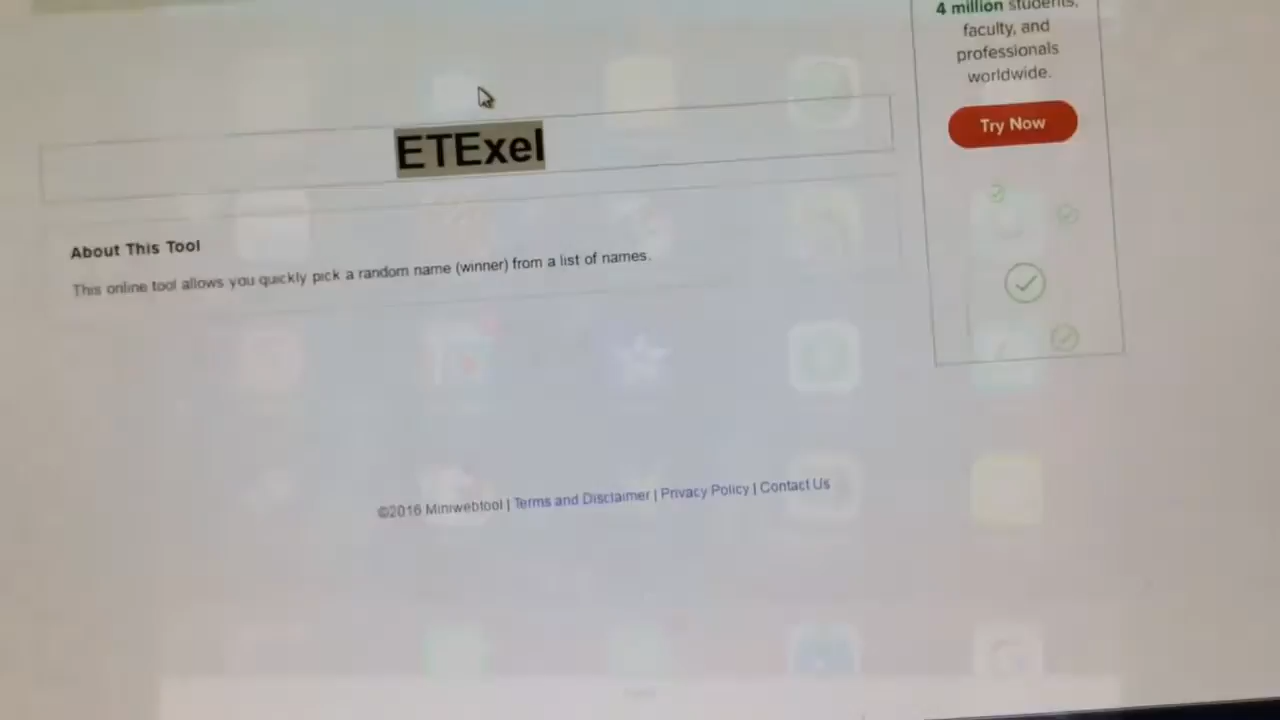 4 million students,
faculty, and
professionals
worldwide.
Try Now
ETExel
About This Tool
This online tool allows you quickly pick a random name (winner) from a list of names.
©2016 Miniwebtool | Terms and Disclaimer | Privacy Policy | Contact Us